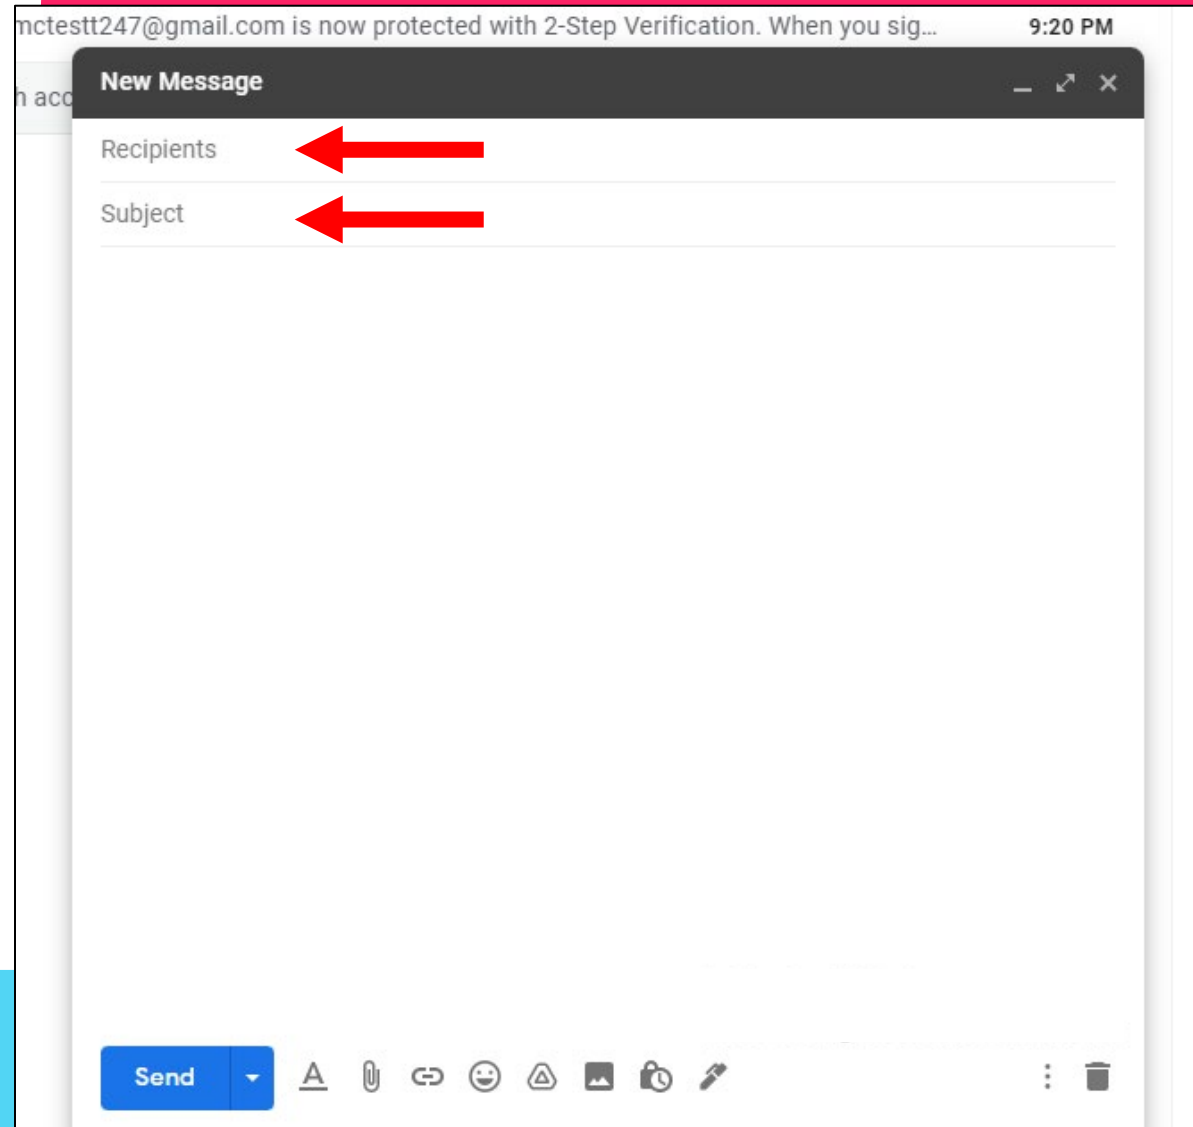 mctestt247@gmail.com is now protected with 2-Step Verification. When you sig... 9:20 PM
h acc
New Message
Recipients
Subject
Send